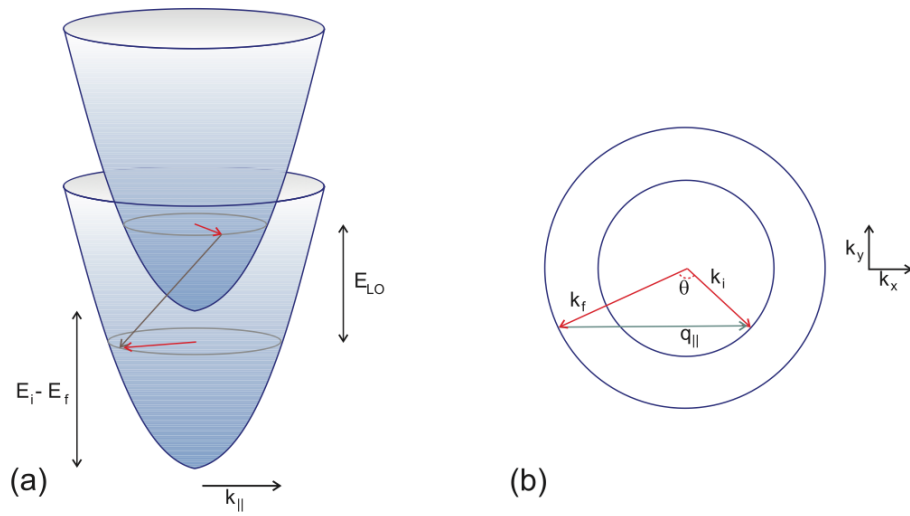 E_LO
E_i - E_f
k_||
(a)
k_f
k_i
θ
q_||
k_y
k_x
(b)